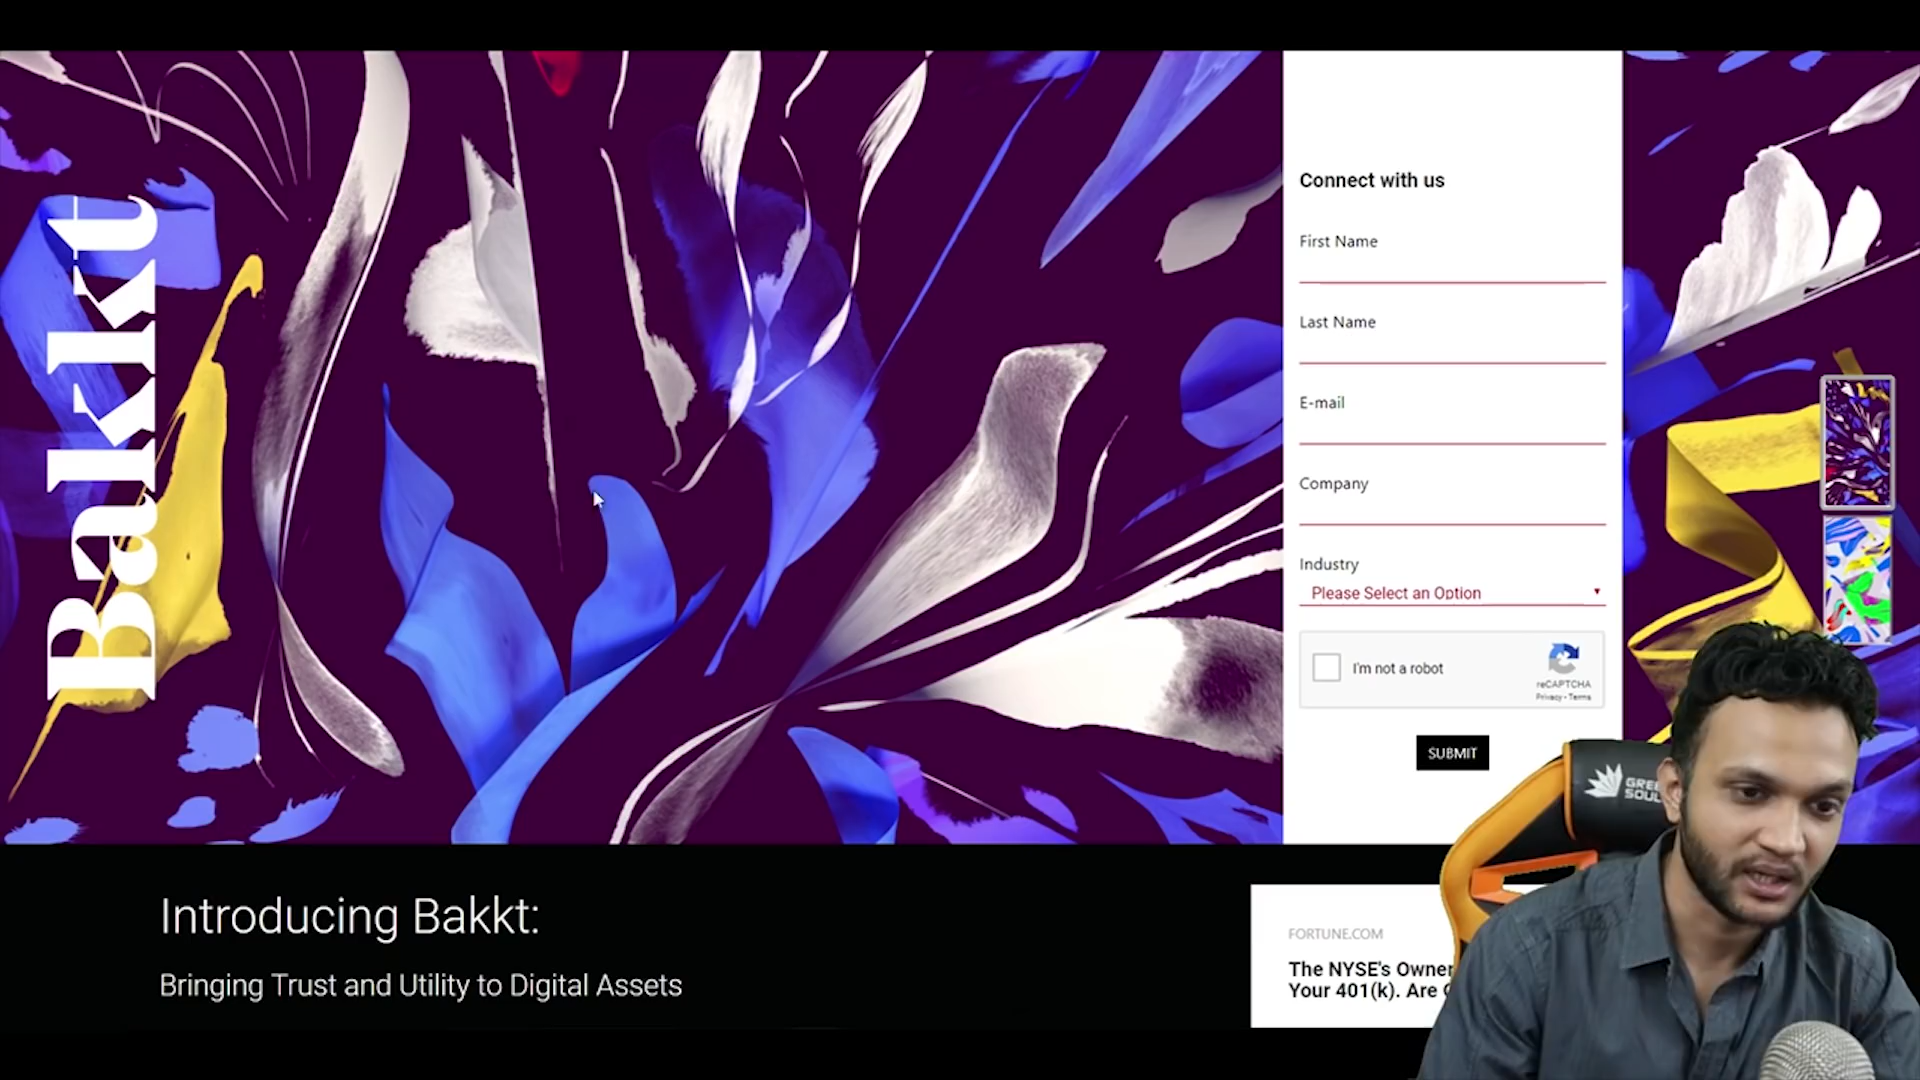 Bakkt
Connect with us
First Name
Last Name
E-mail
Company
Industry
Please Select an Option
I'm not a robot
reCAPTCHA
Privacy - Terms
SUBMIT
Introducing Bakkt:
Bringing Trust and Utility to Digital Assets
FORTUNE.COM
The NYSE's Owner
Your 401(k). Are